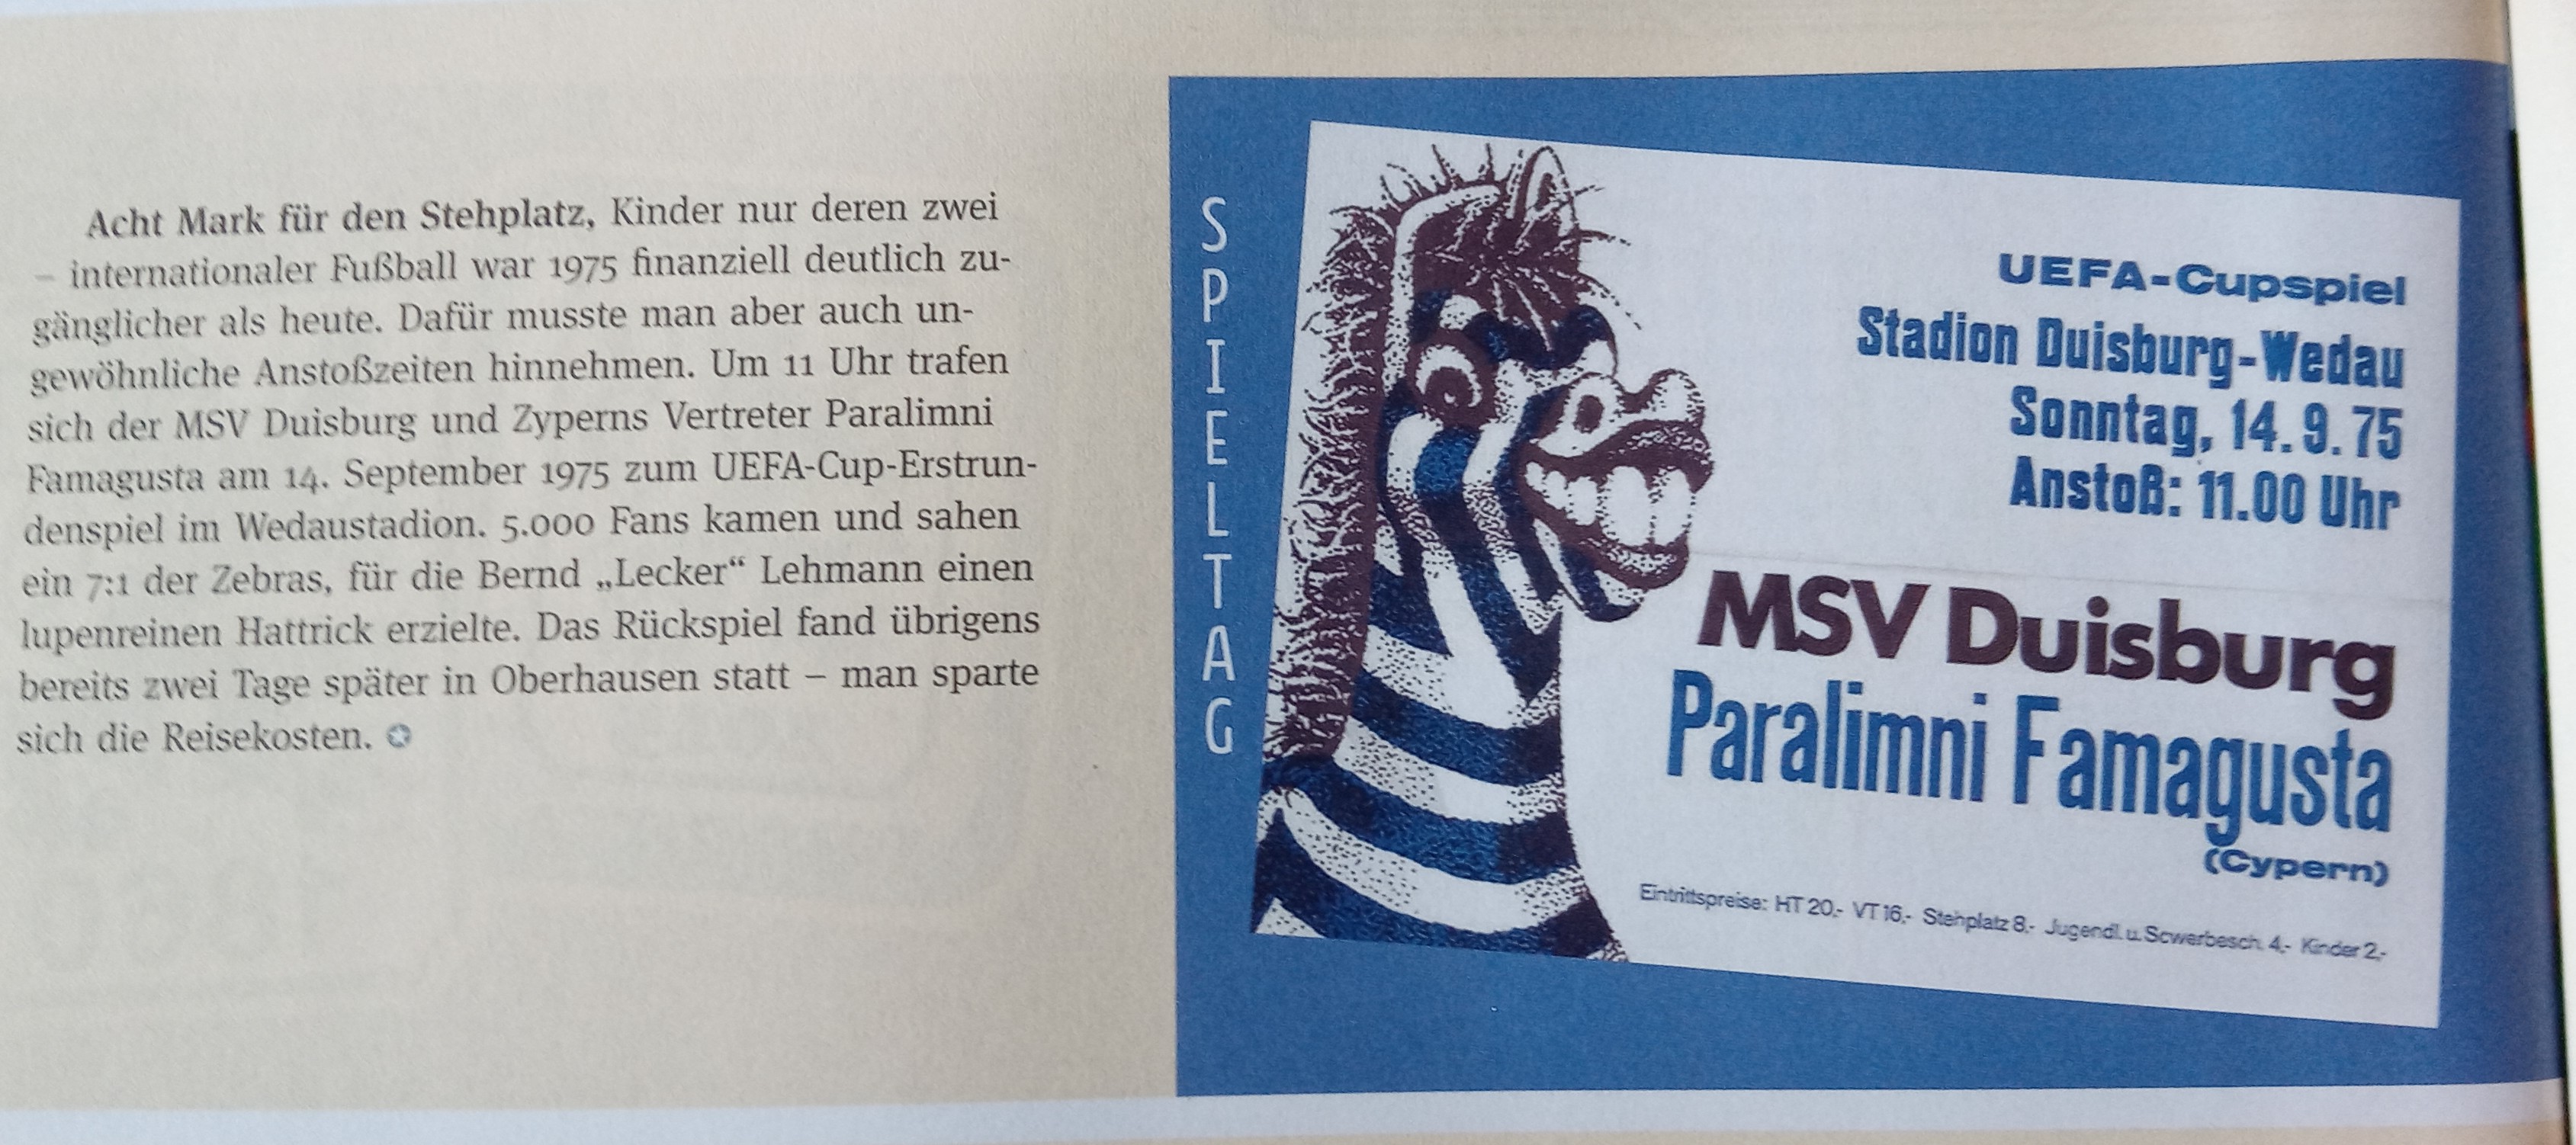 Acht Mark für den Stehplatz, Kinder nur deren zwei
– internationaler Fußball war 1975 finanziell deutlich zu-
gänglicher als heute. Dafür musste man aber auch un-
gewöhnliche Anstoßzeiten hinnehmen. Um 11 Uhr trafen
sich der MSV Duisburg und Zyperns Vertreter Paralimni
Famagusta am 14. September 1975 zum UEFA-Cup-Erstrun-
denspiel im Wedaustadion. 5.000 Fans kamen und sahen
ein 7:1 der Zebras, für die Bernd „Lecker“ Lehmann einen
lupenreinen Hattrick erzielte. Das Rückspiel fand übrigens
bereits zwei Tage später in Oberhausen statt – man sparte
sich die Reisekosten.
SPIELTAG
UEFA-Cupspiel
Stadion Duisburg-Wedau
Sonntag, 14.9.75
Anstoß: 11.00 Uhr
MSV Duisburg
Paralimni Famagusta
(Cypern)
Eintrittspreise: HT 20,- VT 16,- Stehplatz 8,- Jugendl. u. Scwerbesch. 4,- Kinder 2,-